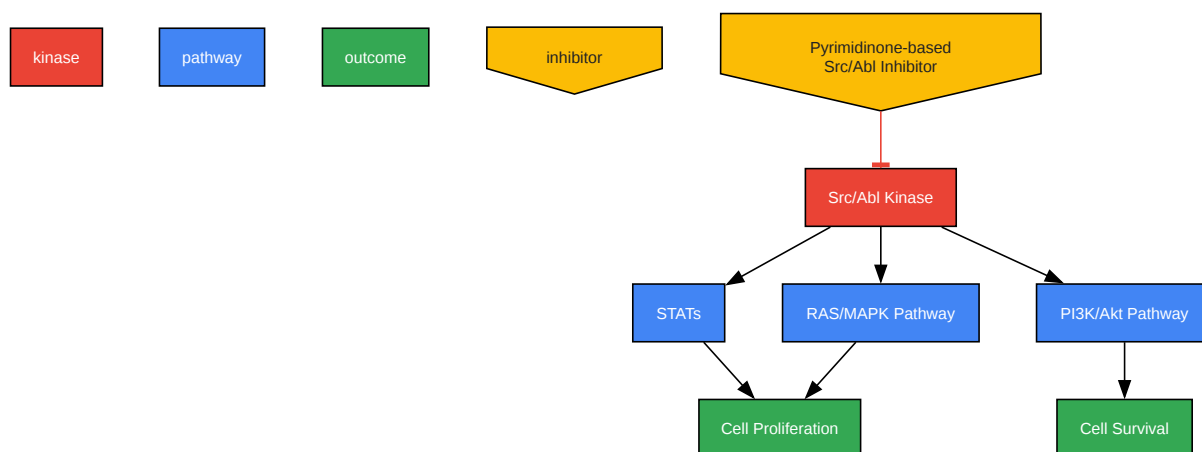 kinase
pathway
outcome
inhibitor
Pyrimidinone-based
Src/Abl Inhibitor
Src/Abl Kinase
STATs
RAS/MAPK Pathway
PI3K/Akt Pathway
Cell Proliferation
Cell Survival